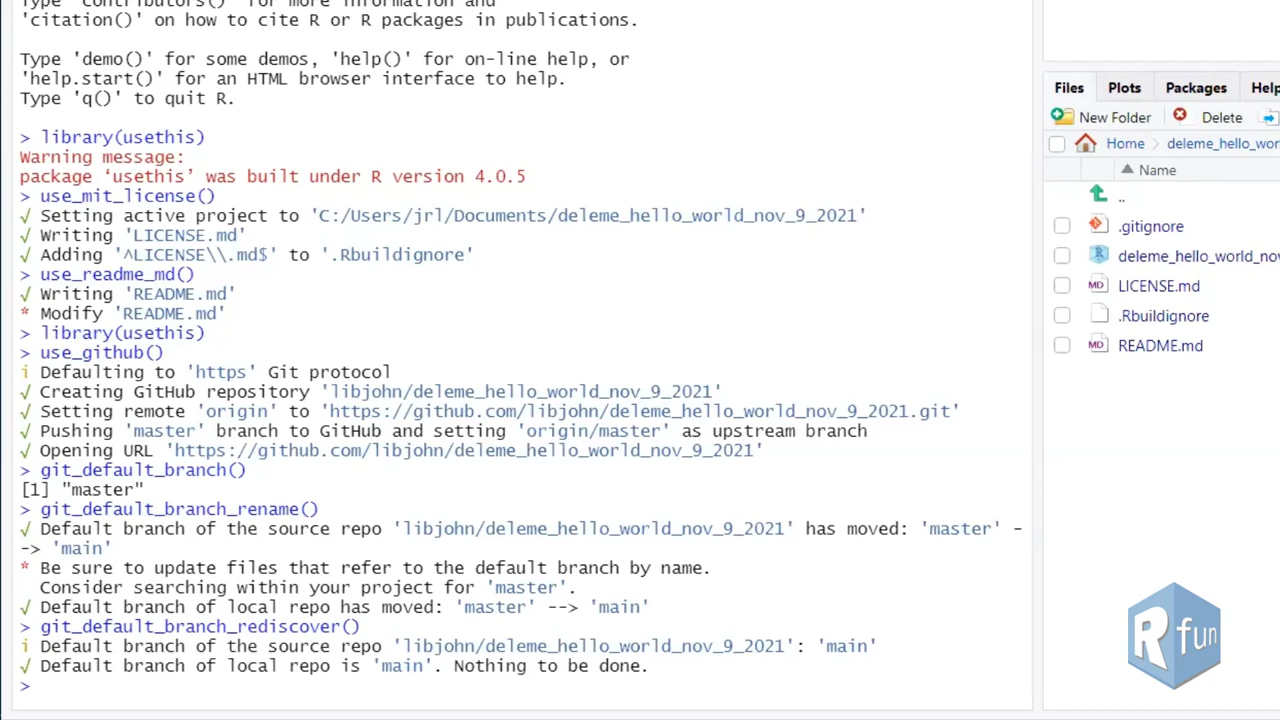 Type 'contributors()' for more information and
'citation()' on how to cite R or R packages in publications.
Type 'demo()' for some demos, 'help()' for on-line help, or
'help.start()' for an HTML browser interface to help.
Type 'q()' to quit R.
> library(usethis)
Warning message:
package ‘usethis’ was built under R version 4.0.5
> use_mit_license()
√ Setting active project to 'C:/Users/jrl/Documents/deleme_hello_world_nov_9_2021'
√ Writing 'LICENSE.md'
√ Adding '^LICENSE\\.md$' to '.Rbuildignore'
> use_readme_md()
√ Writing 'README.md'
* Modify 'README.md'
> library(usethis)
> use_github()
i Defaulting to 'https' Git protocol
√ Creating GitHub repository 'libjohn/deleme_hello_world_nov_9_2021'
√ Setting remote 'origin' to 'https://github.com/libjohn/deleme_hello_world_nov_9_2021.git'
√ Pushing 'master' branch to GitHub and setting 'origin/master' as upstream branch
√ Opening URL 'https://github.com/libjohn/deleme_hello_world_nov_9_2021'
> git_default_branch()
[1] "master"
> git_default_branch_rename()
√ Default branch of the source repo 'libjohn/deleme_hello_world_nov_9_2021' has moved: 'master' -
-> 'main'
* Be sure to update files that refer to the default branch by name.
Consider searching within your project for 'master'.
√ Default branch of local repo has moved: 'master' --> 'main'
> git_default_branch_rediscover()
i Default branch of the source repo 'libjohn/deleme_hello_world_nov_9_2021': 'main'
√ Default branch of local repo is 'main'. Nothing to be done.
>
Files Plots Packages Help
New Folder Delete
Home > deleme_hello_wor
Name
..
.gitignore
deleme_hello_world_nov
LICENSE.md
.Rbuildignore
README.md
R fun